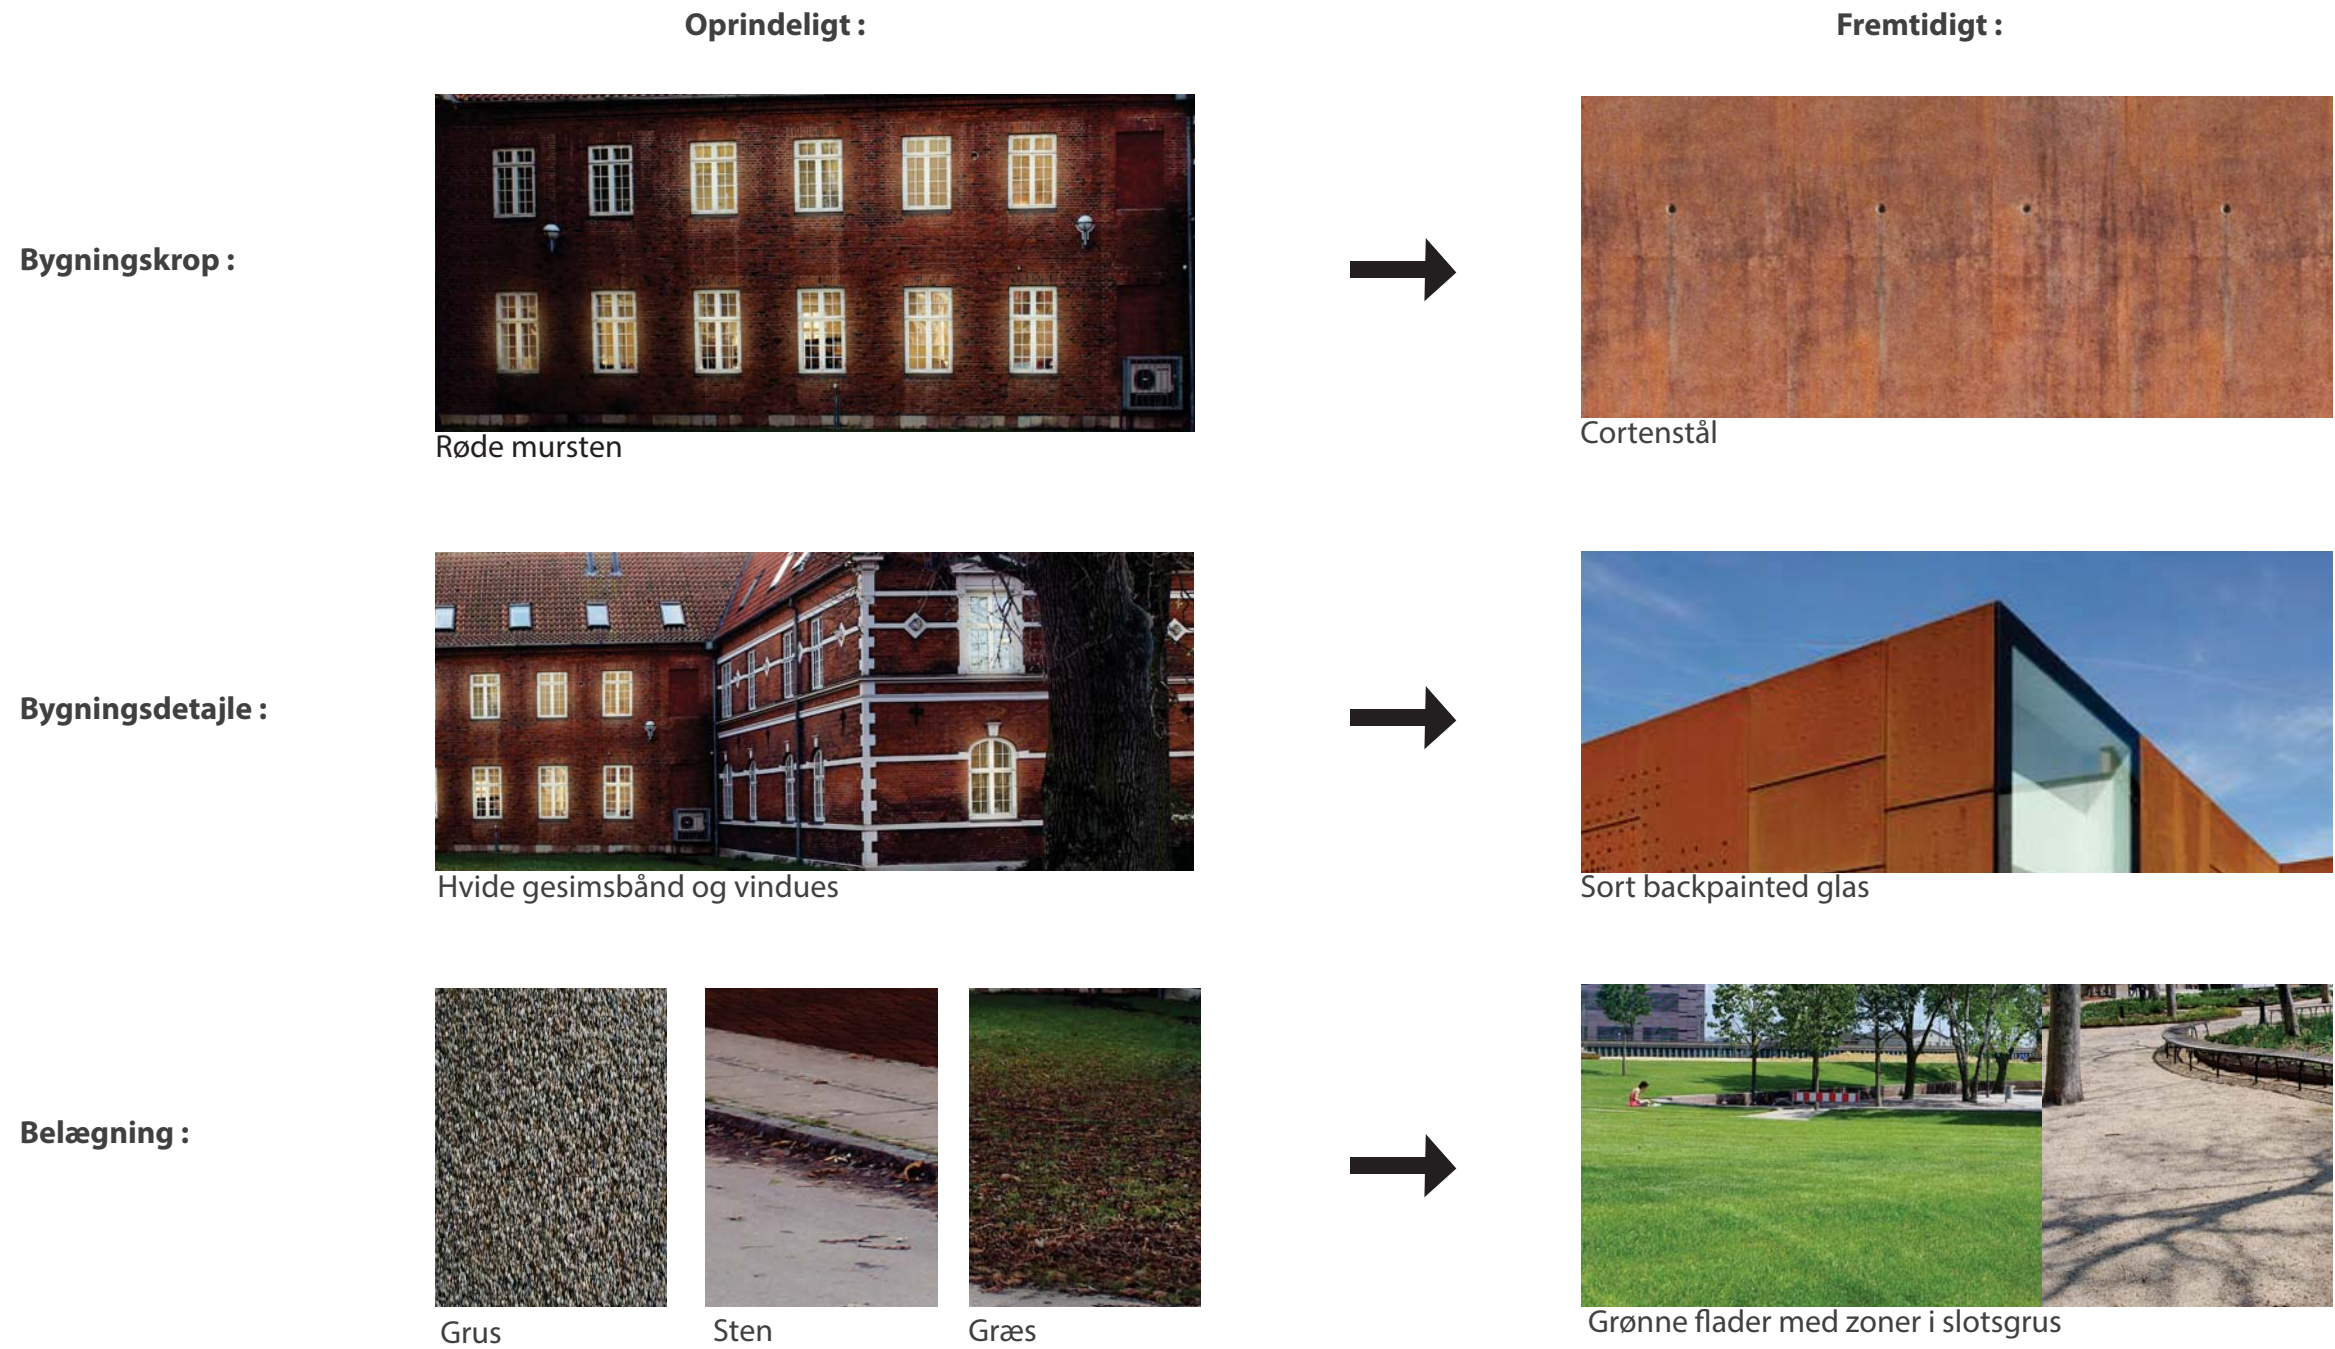 Oprindeligt :
Fremtidigt :
Bygningskrop :
Røde mursten
Cortenstål
Bygningsdetajle :
Hvide gesimsbånd og vindues
Sort backpainted glas
Belægning :
Grus
Sten
Græs
Grønne flader med zoner i slotsgrus